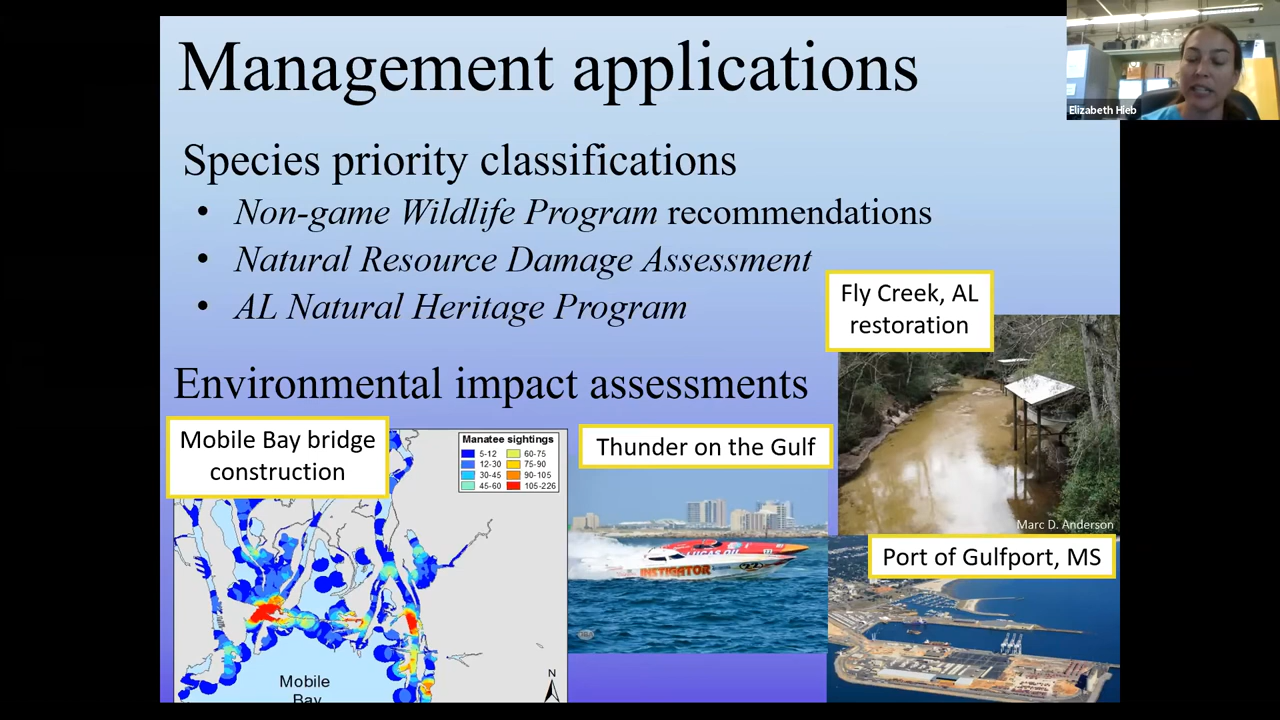 Management applications
Elizabeth Hieb
Species priority classifications
• Non-game Wildlife Program recommendations
• Natural Resource Damage Assessment
• AL Natural Heritage Program
Fly Creek, AL
restoration
Environmental impact assessments
Mobile Bay bridge
construction
Manatee sightings
5-12 60-75
12-30 75-90
30-45 90-105
45-60 105-226
Thunder on the Gulf
LUCAS OIL
INSTIGATOR
Marc D. Anderson
Port of Gulfport, MS
N
Mobile
Bay